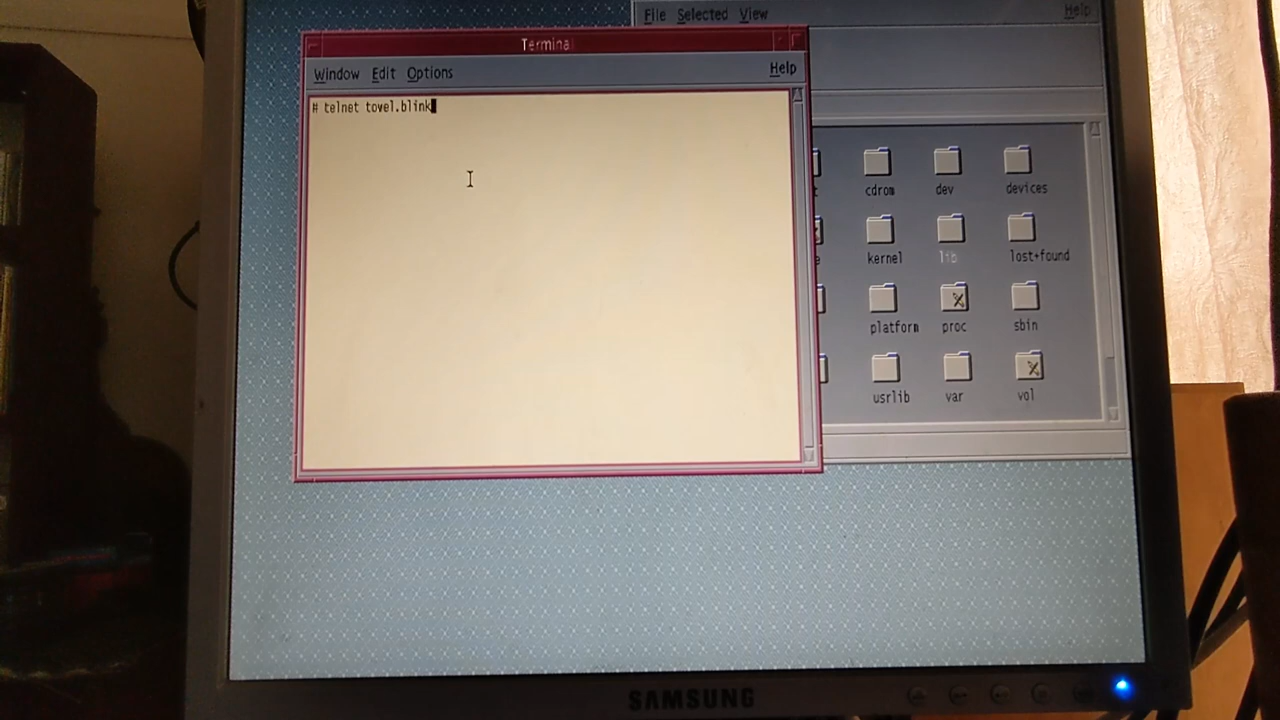 File Selected View Help
Terminal
Window Edit Options Help
# telnet tovel.blink
cdrom dev devices
kernel lib lost+found
platform proc sbin
usrlib var vol
SAMSUNG